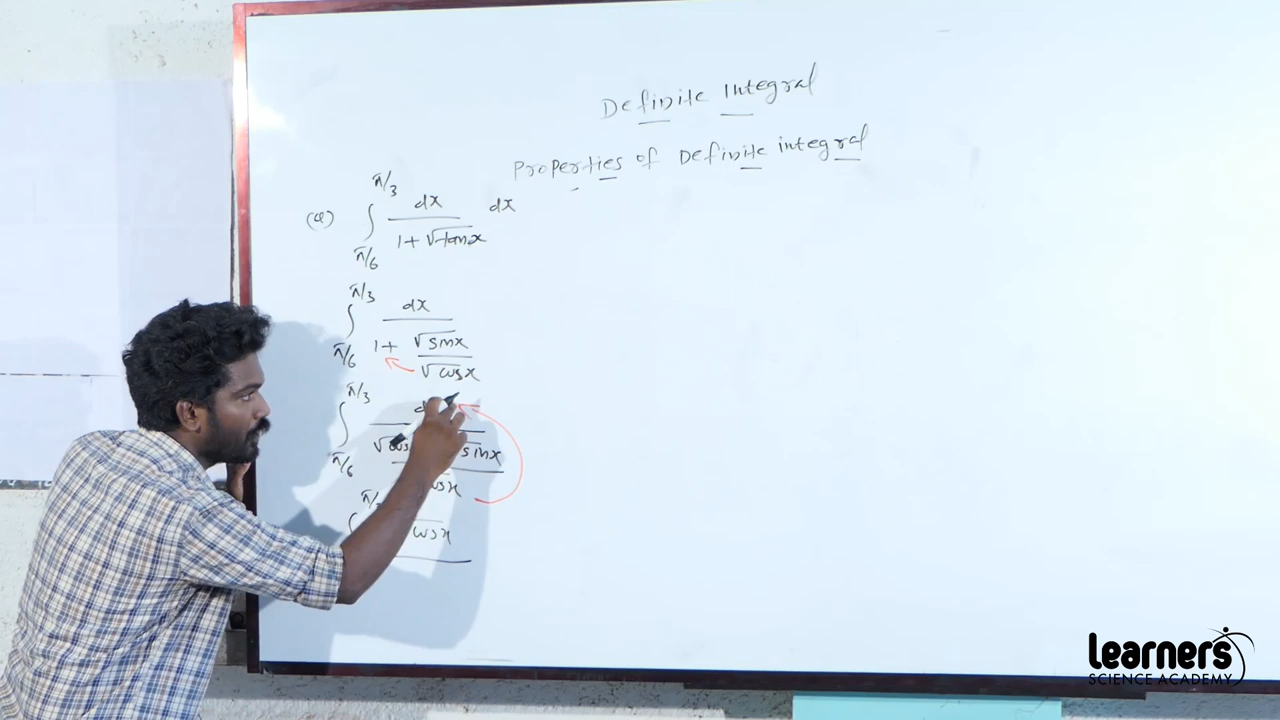 Definite Integral
Properties of Definite integral
(Q) ∫ π/3 π/6 dx / 1 + √tanx dx
∫ π/3 π/6 dx / 1 + √sinx / √cosx
∫ π/3 π/6 sinx
cosx
learners
SCIENCE ACADEMY